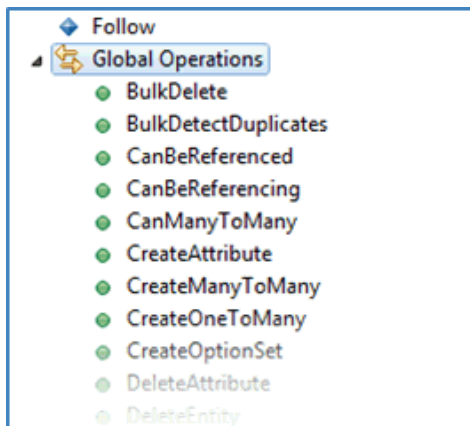 Follow
Global Operations
BulkDelete
BulkDetectDuplicates
CanBeReferenced
CanBeReferencing
CanManyToMany
CreateAttribute
CreateManyToMany
CreateOneToMany
CreateOptionSet
DeleteAttribute
DeleteEntity